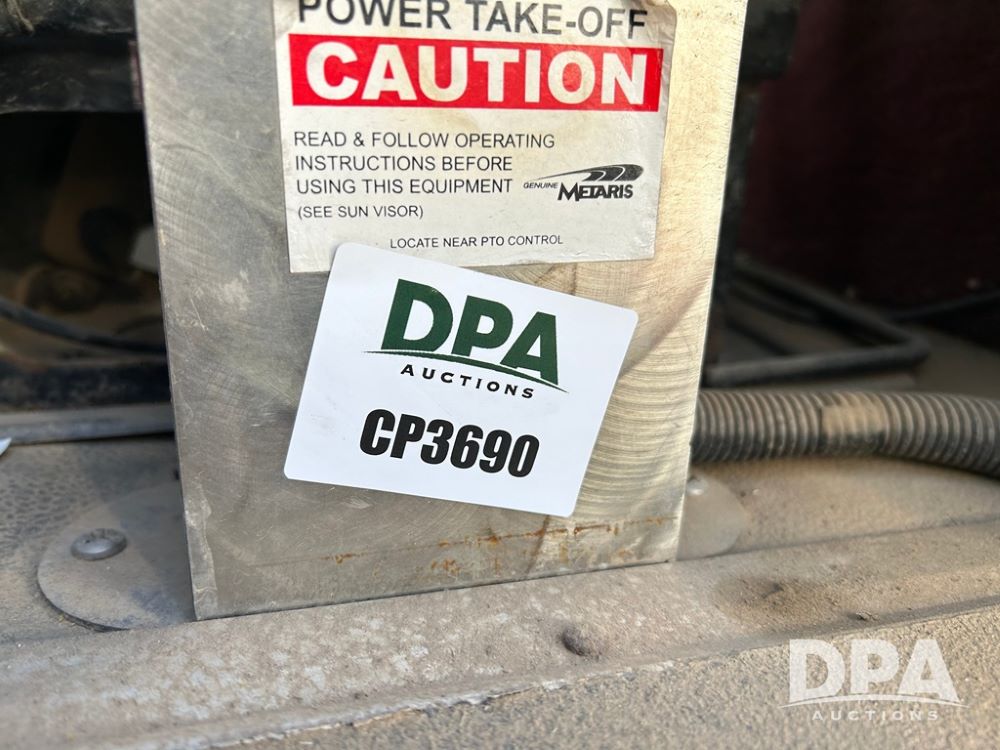 POWER TAKE-OFF
CAUTION
READ & FOLLOW OPERATING
INSTRUCTIONS BEFORE
USING THIS EQUIPMENT
(SEE SUN VISOR)
GENUINE METARIS
LOCATE NEAR PTO CONTROL
DPA
AUCTIONS
CP3690
DPA
AUCTIONS